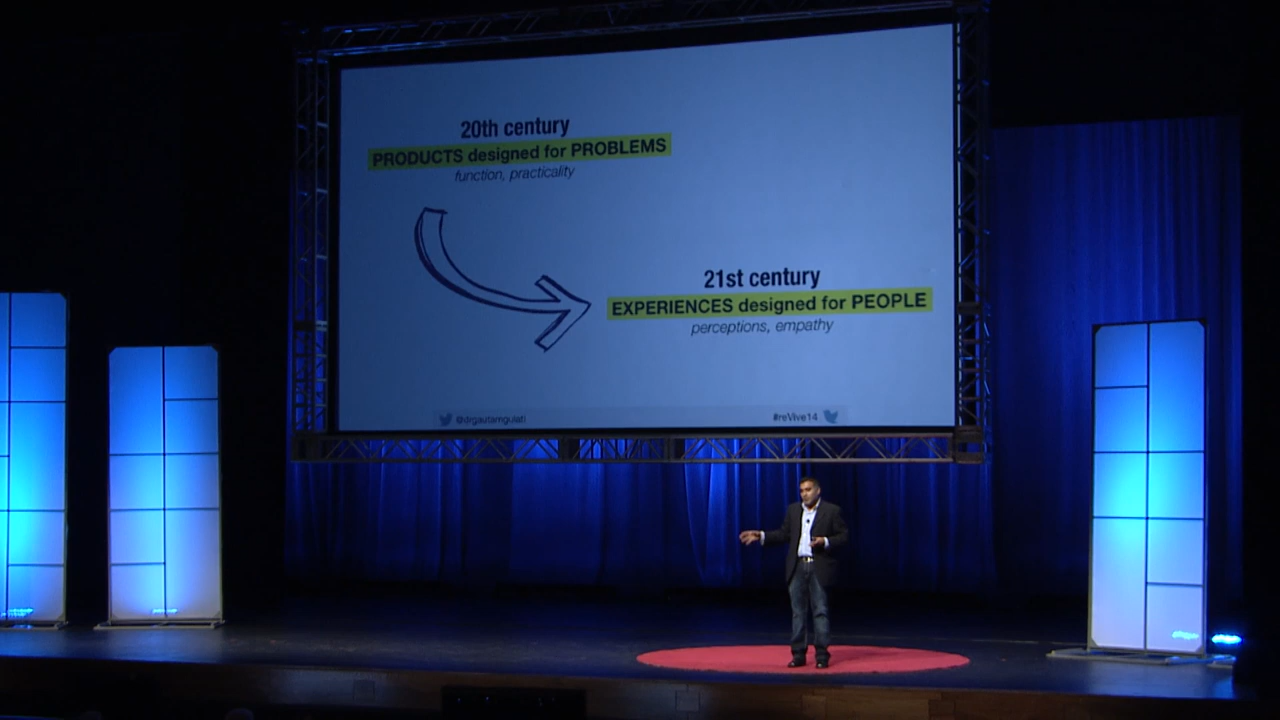 20th century
PRODUCTS designed for PROBLEMS
function, practicality
21st century
EXPERIENCES designed for PEOPLE
perceptions, empathy
@drgautamgulati
#reVive14